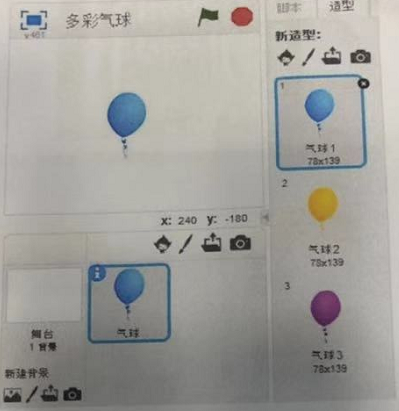 多彩气球
v461
脚本
造型
新造型:
1
气球1
78x139
2
气球2
78x139
3
气球3
78x139
x: 240 y: -180
气球
舞台
1 背景
新建背景